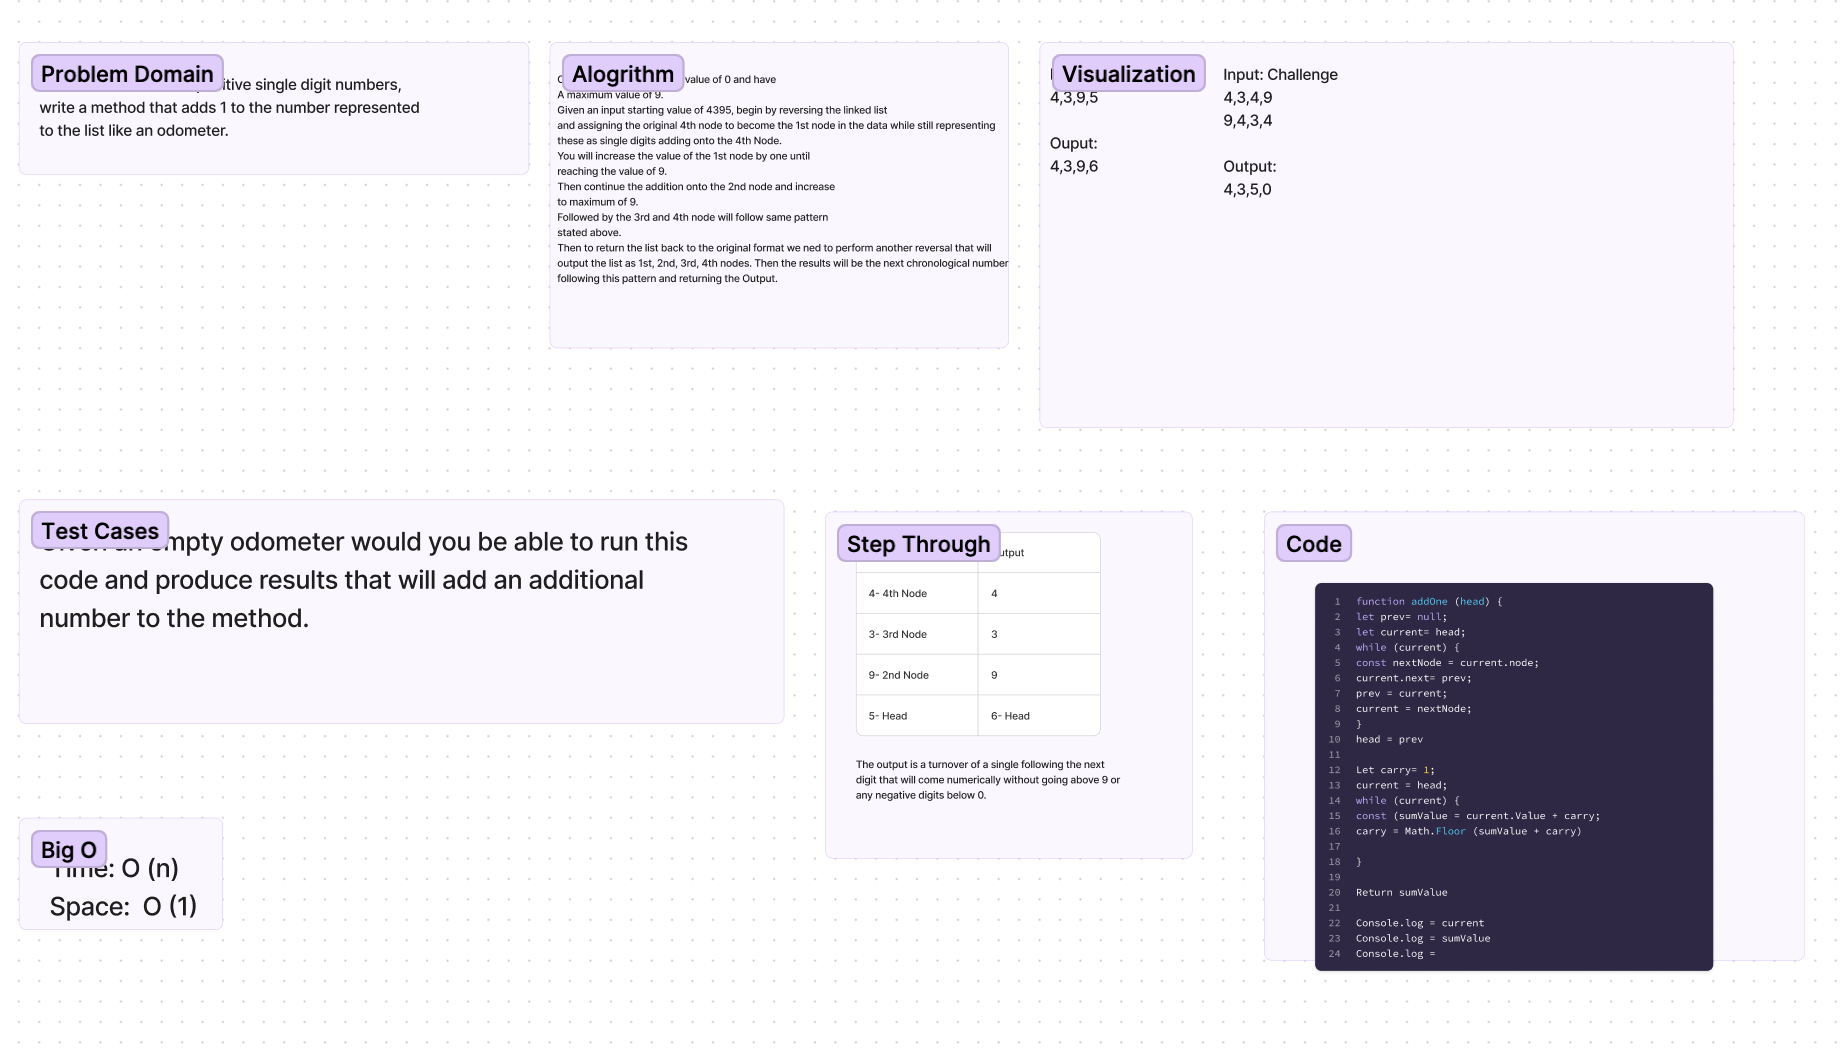 Problem Domain
itive single digit numbers,
write a method that adds 1 to the number represented
to the list like an odometer.
Alogrithm
value of 0 and have
A maximum value of 9.
Given an input starting value of 4395, begin by reversing the linked list
and assigning the original 4th node to become the 1st node in the data while still representing
these as single digits adding onto the 4th Node.
You will increase the value of the 1st node by one until
reaching the value of 9.
Then continue the addition onto the 2nd node and increase
to maximum of 9.
Followed by the 3rd and 4th node will follow same pattern
stated above.
Then to return the list back to the original format we ned to perform another reversal that will
output the list as 1st, 2nd, 3rd, 4th nodes. Then the results will be the next chronological number
following this pattern and returning the Output.
Visualization
4,3,9,5
Ouput:
4,3,9,6
Input: Challenge
4,3,4,9
9,4,3,4
Output:
4,3,5,0
Test Cases
Given an empty odometer would you be able to run this
code and produce results that will add an additional
number to the method.
Step Through
utput
4- 4th Node 4
3- 3rd Node 3
9- 2nd Node 9
5- Head 6- Head
The output is a turnover of a single following the next
digit that will come numerically without going above 9 or
any negative digits below 0.
Code
1 function addOne (head) {
2 let prev= null;
3 let current= head;
4 while (current) {
5 const nextNode = current.node;
6 current.next= prev;
7 prev = current;
8 current = nextNode;
9 }
10 head = prev
11
12 Let carry= 1;
13 current = head;
14 while (current) {
15 const (sumValue = current.Value + carry;
16 carry = Math.Floor (sumValue + carry)
17
18 }
19
20 Return sumValue
21
22 Console.log = current
23 Console.log = sumValue
24 Console.log =
Big O
Time: O (n)
Space: O (1)